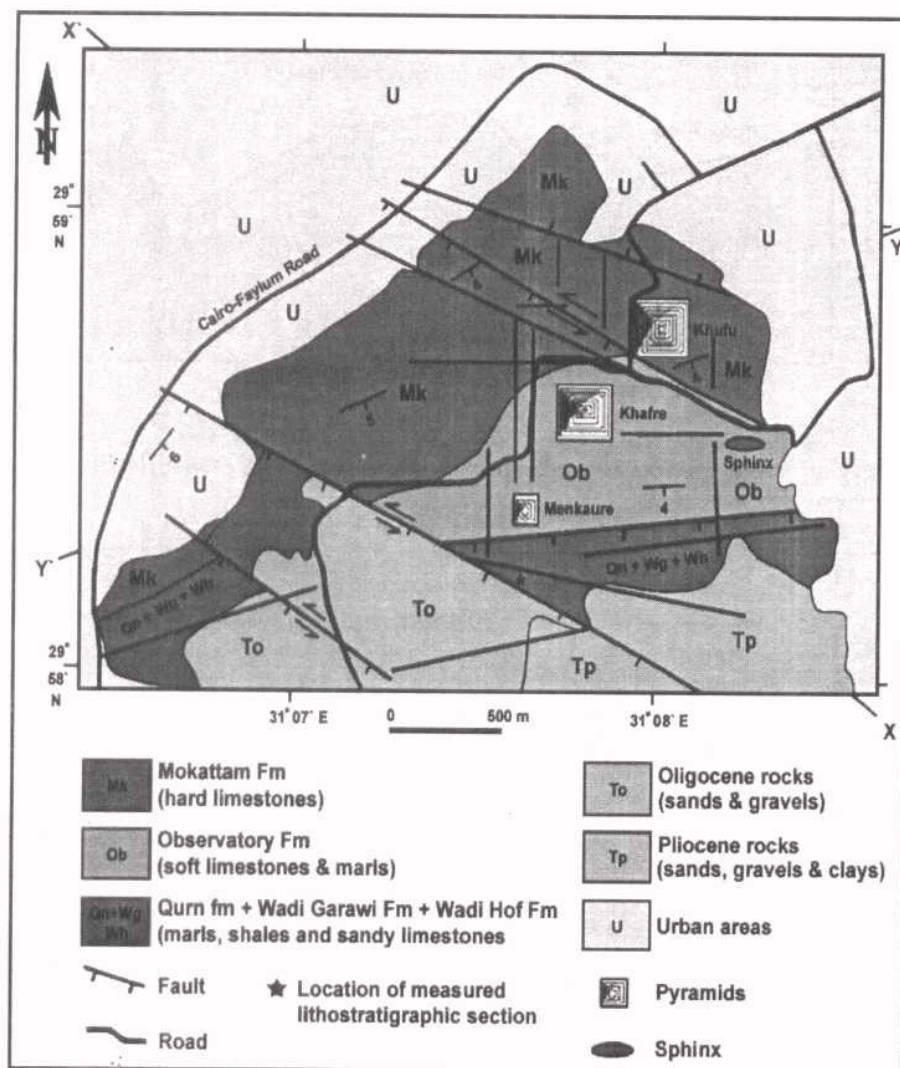 X`
N
U
U
29°
59`
N
U
U
Mk
U
U
Y
Cairo-Fayium Road
U
Mk
4
Khufu
Mk
Mk
5
Khafre
6
U
Sphinx
U
Ob
Ob
Menkaure
4
Y`
Mk
Qn + Wg + Wh
Qn + Wg + Wh
To
To
Tp
Tp
29°
58`
N
31°07` E
0
500 m
31°08` E
X
Mk
Mokattam Fm
(hard limestones)
Ob
Observatory Fm
(soft limestones & marls)
Qn+Wg
Wh
Qurn fm + Wadi Garawi Fm + Wadi Hof Fm
(marls, shales and sandy limestones
Fault
Location of measured
lithostratigraphic section
Road
To
Oligocene rocks
(sands & gravels)
Tp
Pliocene rocks
(sands, gravels & clays)
U
Urban areas
Pyramids
Sphinx